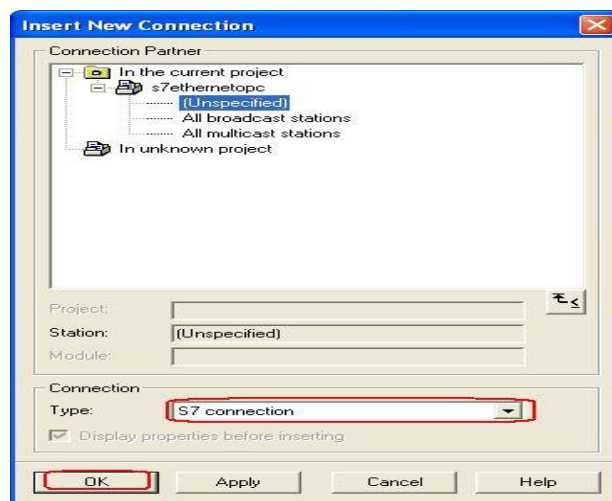 Insert New Connection
Connection Partner
In the current project
s7ethernetopc
(Unspecified)
All broadcast stations
All multicast stations
In unknown project
Project:
Station: (Unspecified)
Module:
Connection
Type: S7 connection
Display properties before inserting
OK Apply Cancel Help